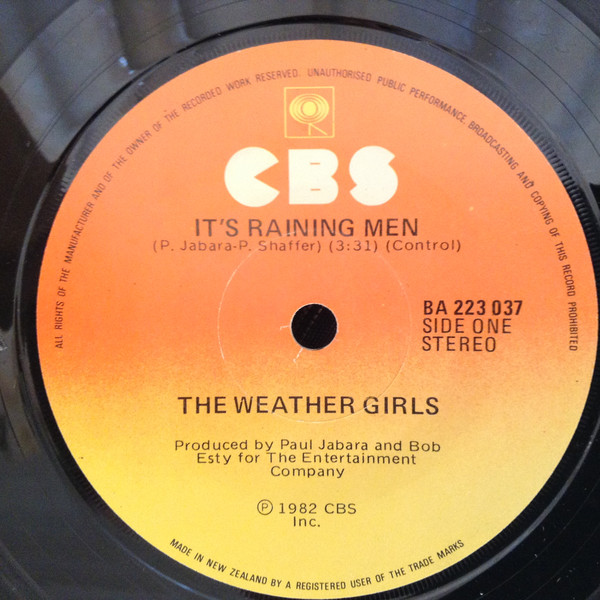 ALL RIGHTS OF THE MANUFACTURER AND OF THE OWNER OF THE RECORDED WORK RESERVED. UNAUTHORISED PUBLIC PERFORMANCE, BROADCASTING AND COPYING OF THIS RECORD PROHIBITED
CBS
IT'S RAINING MEN
(P. Jabara-P. Shaffer) (3:31) (Control)
BA 223 037
SIDE ONE
STEREO
THE WEATHER GIRLS
Produced by Paul Jabara and Bob
Esty for The Entertainment
Company
℗ 1982 CBS
Inc.
MADE IN NEW ZEALAND BY A REGISTERED USER OF THE TRADE MARKS